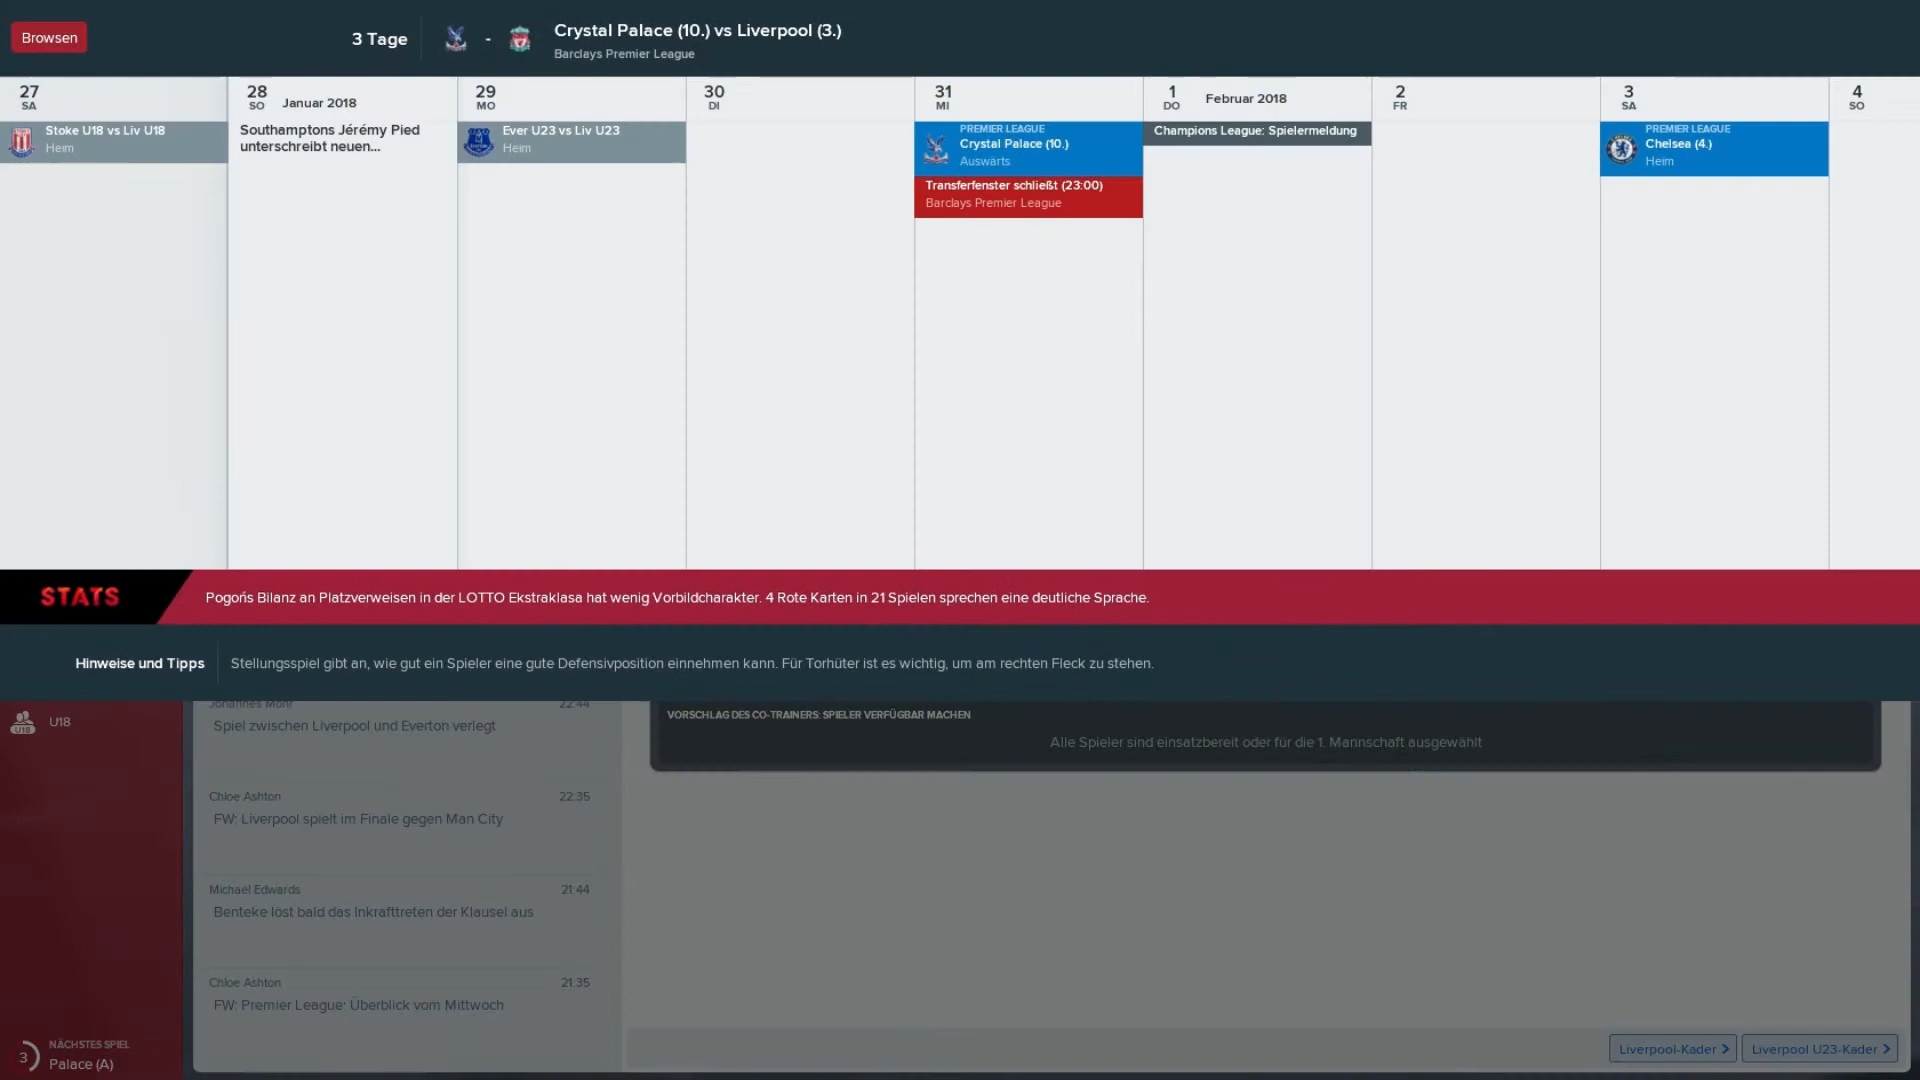 Browsen
3 Tage
-
Crystal Palace (10.) vs Liverpool (3.)
Barclays Premier League
27
SA
28
SO
Januar 2018
29
MO
30
DI
31
MI
1
DO
Februar 2018
2
FR
3
SA
4
SO
Stoke U18 vs Liv U18
Heim
Southamptons Jérémy Pied
unterschreibt neuen...
Ever U23 vs Liv U23
Heim
PREMIER LEAGUE
Crystal Palace (10.)
Auswärts
Transferfenster schließt (23:00)
Barclays Premier League
Champions League: Spielermeldung
PREMIER LEAGUE
Chelsea (4.)
Heim
STATS
Pogońs Bilanz an Platzverweisen in der LOTTO Ekstraklasa hat wenig Vorbildcharakter. 4 Rote Karten in 21 Spielen sprechen eine deutliche Sprache.
Hinweise und Tipps
Stellungsspiel gibt an, wie gut ein Spieler eine gute Defensivposition einnehmen kann. Für Torhüter ist es wichtig, um am rechten Fleck zu stehen.
U18
U18
Johannes Mohr
22:44
Spiel zwischen Liverpool und Everton verlegt
Chloe Ashton
22:35
FW: Liverpool spielt im Finale gegen Man City
Michael Edwards
21:44
Benteke löst bald das Inkrafttreten der Klausel aus
Chloe Ashton
21:35
FW: Premier League: Überblick vom Mittwoch
VORSCHLAG DES CO-TRAINERS: SPIELER VERFÜGBAR MACHEN
Alle Spieler sind einsatzbereit oder für die 1. Mannschaft ausgewählt
3
NÄCHSTES SPIEL
Palace (A)
Liverpool-Kader
Liverpool U23-Kader